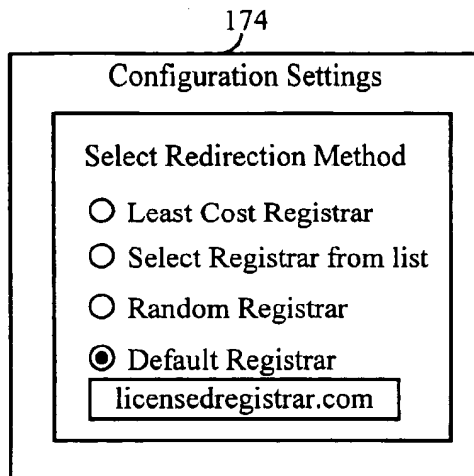 174
Configuration Settings
Select Redirection Method
Least Cost Registrar
Select Registrar from list
Random Registrar
Default Registrar
licensedregistrar.com